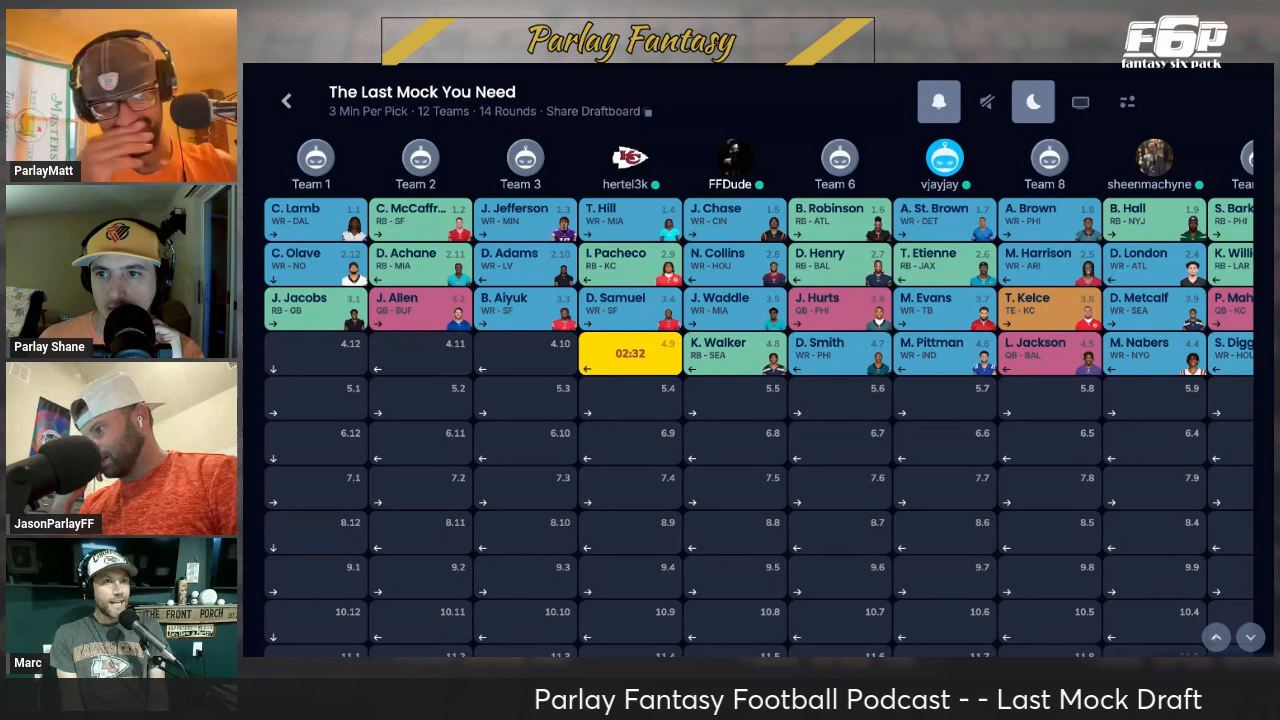 Parlay Fantasy
F6P
fantasy six pack
The Last Mock You Need
3 Min Per Pick · 12 Teams · 14 Rounds · Share Draftboard
Team 1
Team 2
Team 3
hertel3k
FFDude
Team 6
vjayjay
Team 8
sheenmachyne
C. Lamb 1.1
WR - DAL
C. McCaffr... 1.2
RB - SF
J. Jefferson 1.3
WR - MIN
T. Hill 1.4
WR - MIA
J. Chase 1.5
WR - CIN
B. Robinson 1.6
RB - ATL
A. St. Brown 1.7
WR - DET
A. Brown 1.8
WR - PHI
B. Hall 1.9
RB - NYJ
S. Bark
RB - PHI
C. Olave 2.12
WR - NO
D. Achane 2.11
RB - MIA
D. Adams 2.10
WR - LV
I. Pacheco 2.9
RB - KC
N. Collins 2.8
WR - HOU
D. Henry 2.7
RB - BAL
T. Etienne 2.6
RB - JAX
M. Harrison 2.5
WR - ARI
D. London 2.4
WR - ATL
K. Willi
RB - LAR
J. Jacobs 3.1
RB - GB
J. Allen 3.2
QB - BUF
B. Aiyuk 3.3
WR - SF
D. Samuel 3.4
WR - SF
J. Waddle 3.5
WR - MIA
J. Hurts 3.6
QB - PHI
M. Evans 3.7
WR - TB
T. Kelce 3.8
TE - KC
D. Metcalf 3.9
WR - SEA
P. Mah
QB - KC
4.12
4.11
4.10
02:32 4.9
K. Walker 4.8
RB - SEA
D. Smith 4.7
WR - PHI
M. Pittman 4.6
WR - IND
L. Jackson 4.5
QB - BAL
M. Nabers 4.4
WR - NYG
S. Digg
WR - HOU
5.1 5.2 5.3 5.4 5.5 5.6 5.7 5.8 5.9
6.12 6.11 6.10 6.9 6.8 6.7 6.6 6.5 6.4
7.1 7.2 7.3 7.4 7.5 7.6 7.7 7.8 7.9
8.12 8.11 8.10 8.9 8.8 8.7 8.6 8.5 8.4
9.1 9.2 9.3 9.4 9.5 9.6 9.7 9.8 9.9
10.12 10.11 10.10 10.9 10.8 10.7 10.6 10.5 10.4
ParlayMatt
Parlay Shane
JasonParlayFF
THE FRONT PORCH
Marc
Parlay Fantasy Football Podcast - - Last Mock Draft